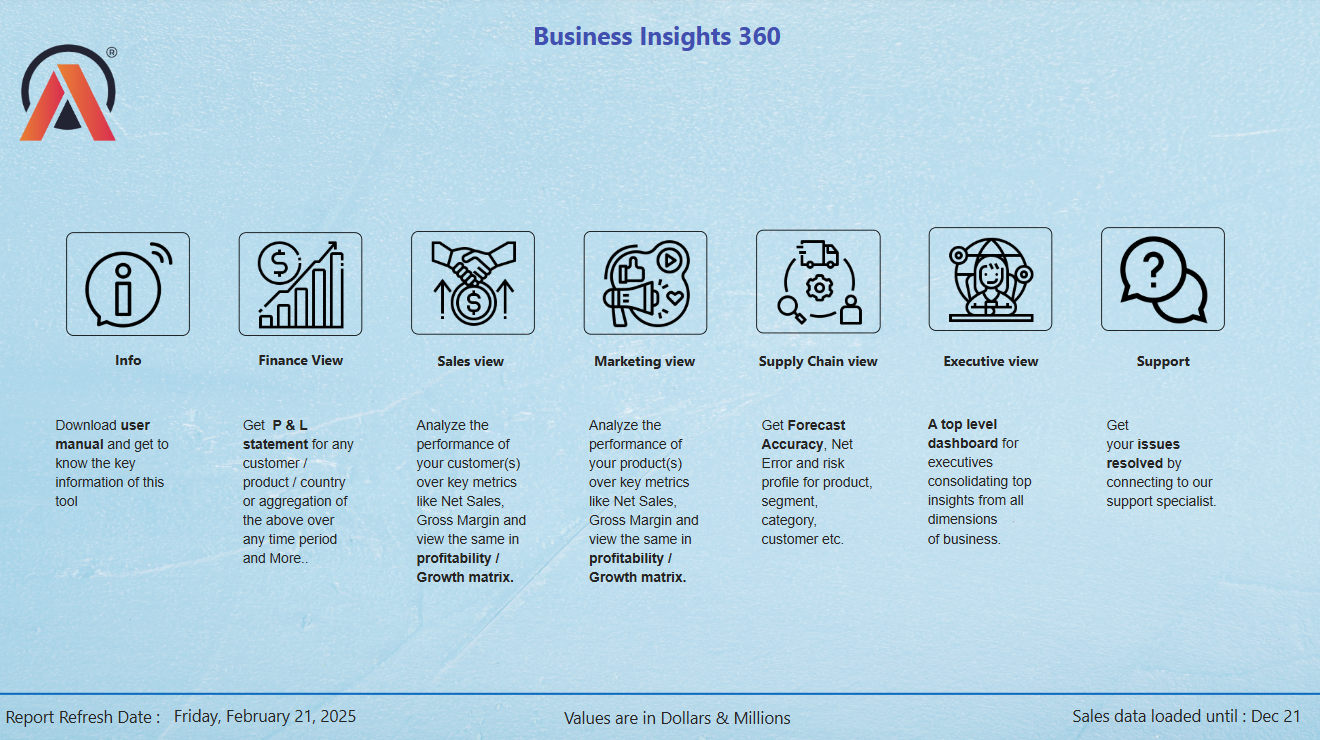 Business Insights 360
®
Info
Finance View
Sales view
Marketing view
Supply Chain view
Executive view
Support
Download user
manual and get to
know the key
information of this
tool
Get  P & L
statement for any
customer /
product / country
or aggregation of
the above over
any time period
and More..
Analyze the
performance of
your customer(s)
over key metrics
like Net Sales,
Gross Margin and
view the same in
profitability /
Growth matrix.
Analyze the
performance of
your product(s)
over key metrics
like Net Sales,
Gross Margin and
view the same in
profitability /
Growth matrix.
Get Forecast
Accuracy, Net
Error and risk
profile for product,
segment,
category,
customer etc.
A top level
dashboard for
executives
consolidating top
insights from all
dimensions
of business.
Get
your issues
resolved by
connecting to our
support specialist.
Report Refresh Date : Friday, February 21, 2025
Values are in Dollars & Millions
Sales data loaded until : Dec 21